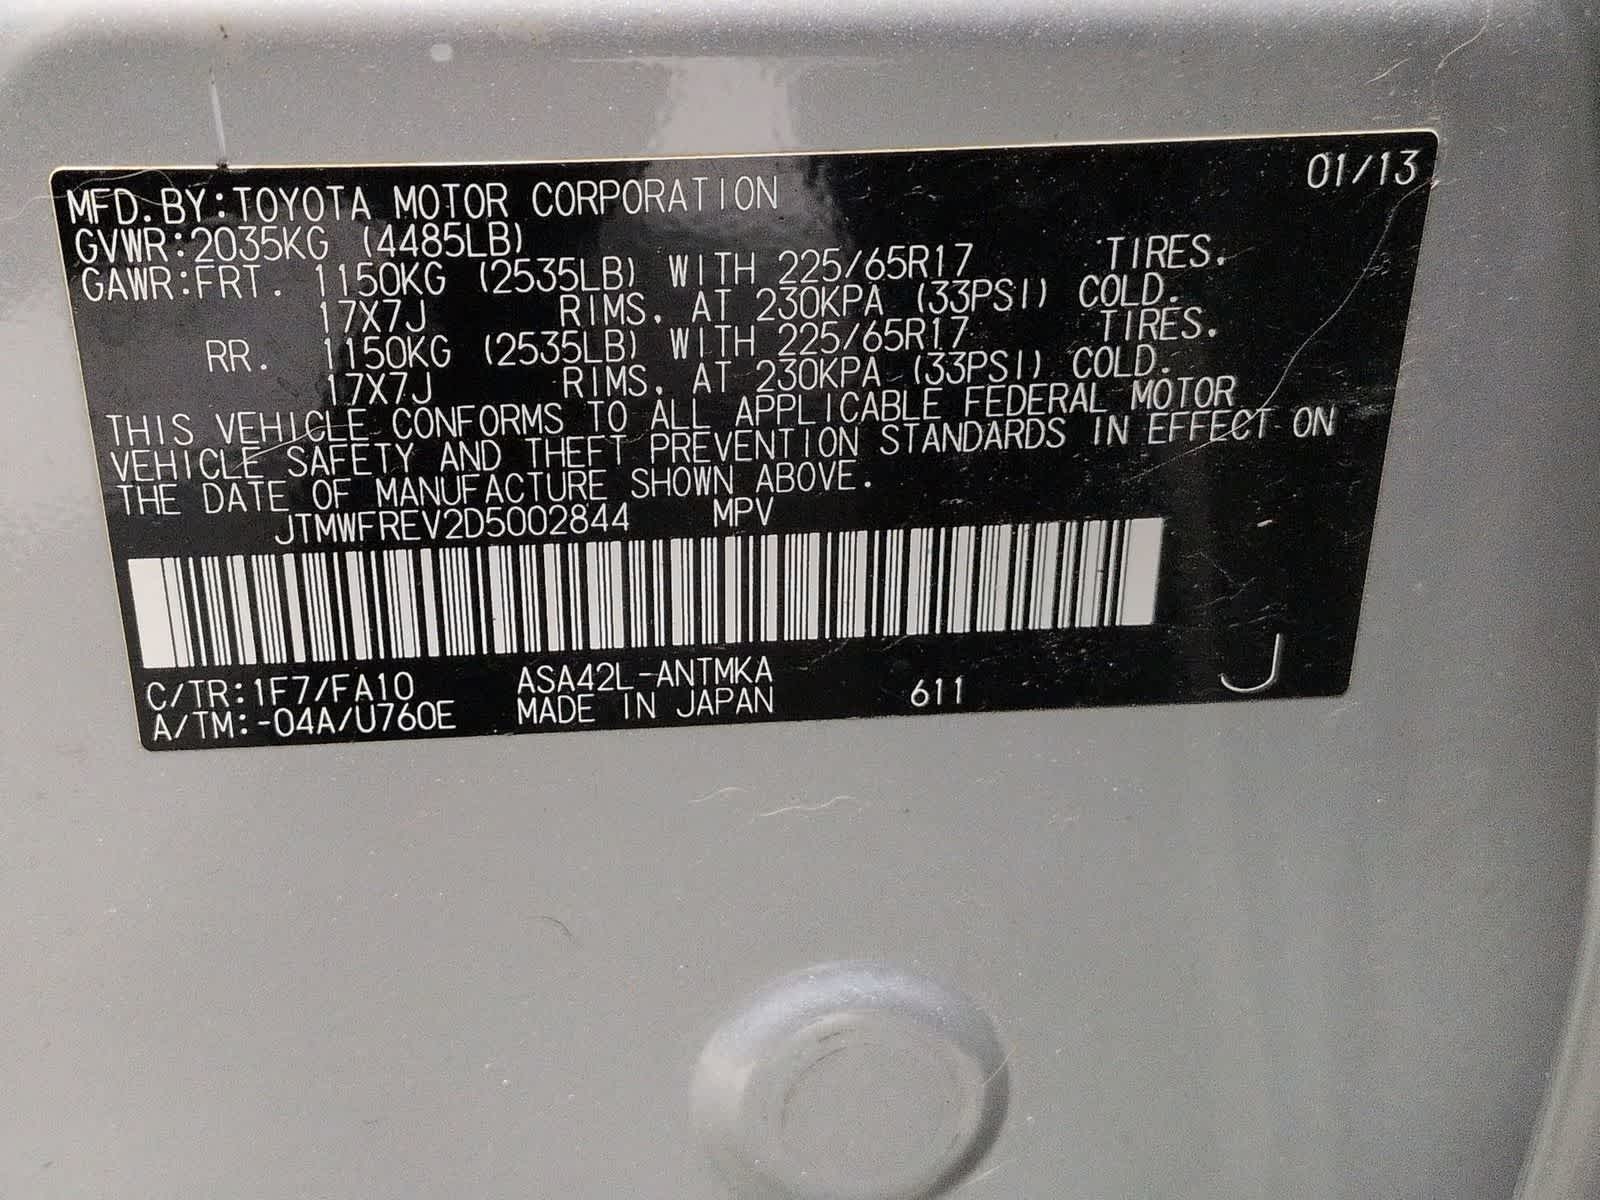 01/13
MFD.BY:TOYOTA MOTOR CORPORATION
GVWR:2035KG (4485LB)
GAWR:FRT. 1150KG (2535LB) WITH 225/65R17 TIRES.
17X7J RIMS, AT 230KPA (33PSI) COLD.
RR. 1150KG (2535LB) WITH 225/65R17 TIRES.
17X7J RIMS, AT 230KPA (33PSI) COLD.
THIS VEHICLE CONFORMS TO ALL APPLICABLE FEDERAL MOTOR
VEHICLE SAFETY AND THEFT PREVENTION STANDARDS IN EFFECT ON
THE DATE OF MANUFACTURE SHOWN ABOVE.
JTMWFREV2D5002844 MPV
C/TR:1F7/FA10 ASA42L-ANTMKA
A/TM:-04A/U760E MADE IN JAPAN 611 J